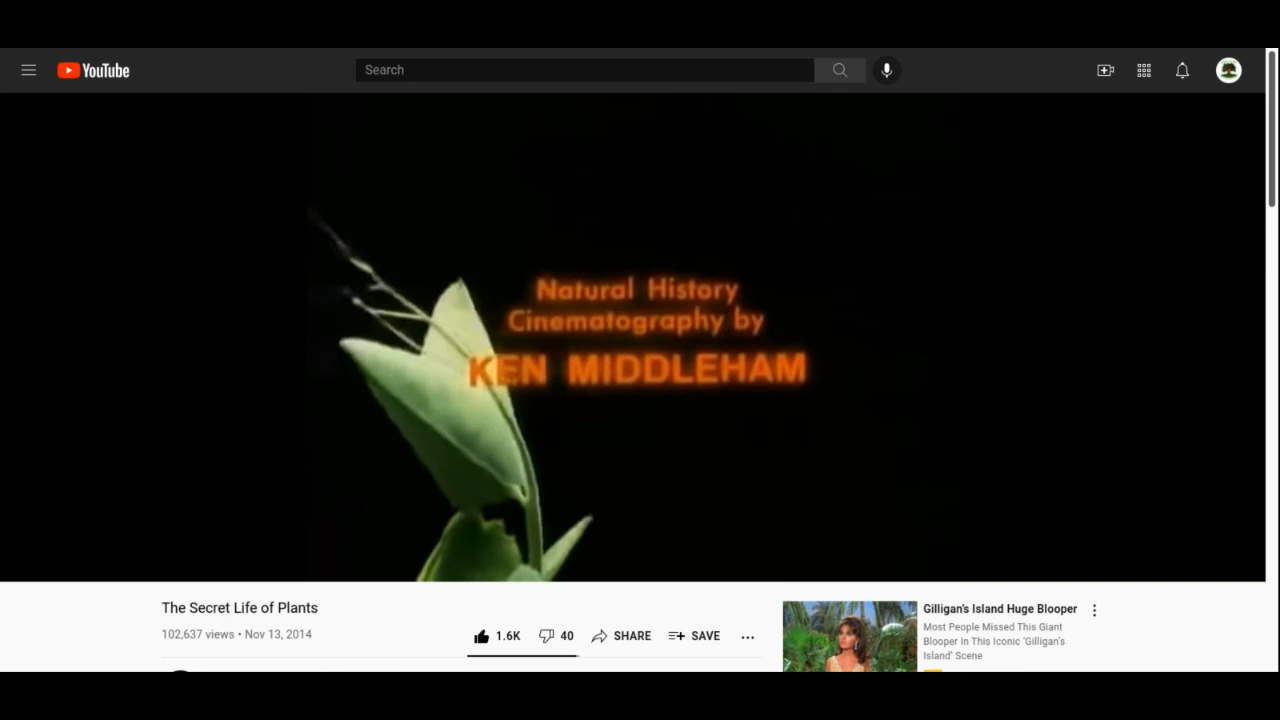 YouTube
Search
Natural History
Cinematography by
KEN MIDDLEHAM
The Secret Life of Plants
102,637 views • Nov 13, 2014
1.6K 40 SHARE SAVE
Gilligan's Island Huge Blooper
Most People Missed This Giant
Blooper In This Iconic 'Gilligan's
Island' Scene